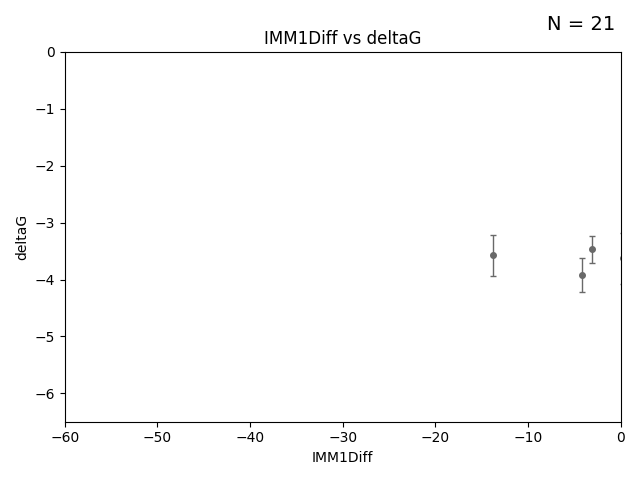 N = 21
IMM1Diff vs deltaG
0
−1
−2
−3
−4
−5
−6
deltaG
−60 −50 −40 −30 −20 −10 0
IMM1Diff